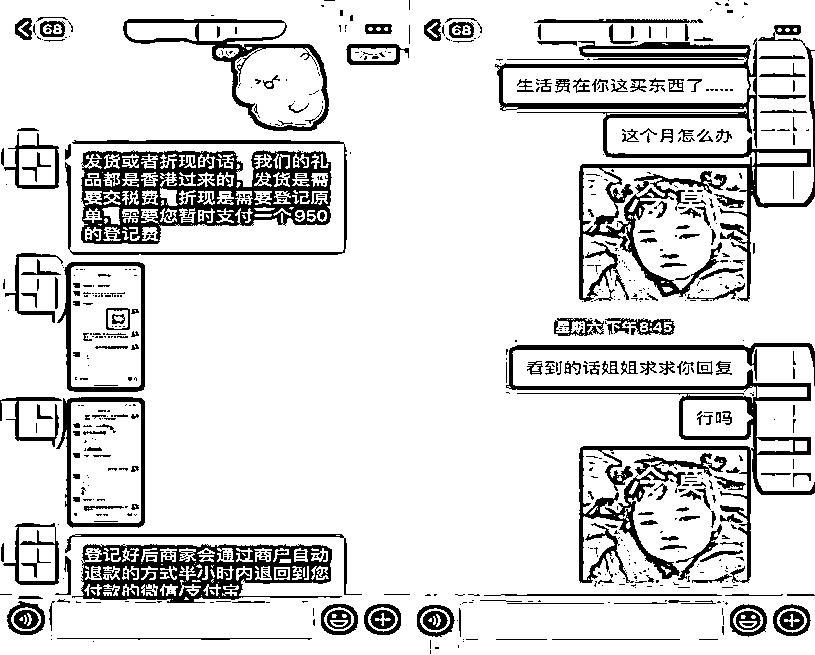 68
发货或者折现的话，我们的礼
品都是香港过来的，发货是需
要交税费，折现是需要登记原
单，需要您暂时支付一个950
的登记费
登记好后商家会通过商户自动
退款的方式半小时内退回到您
付款的微信/支付宝
68
生活费在你这买东西了……
这个月怎么办
星期六下午8:45
看到的话姐姐求求你回复
行吗